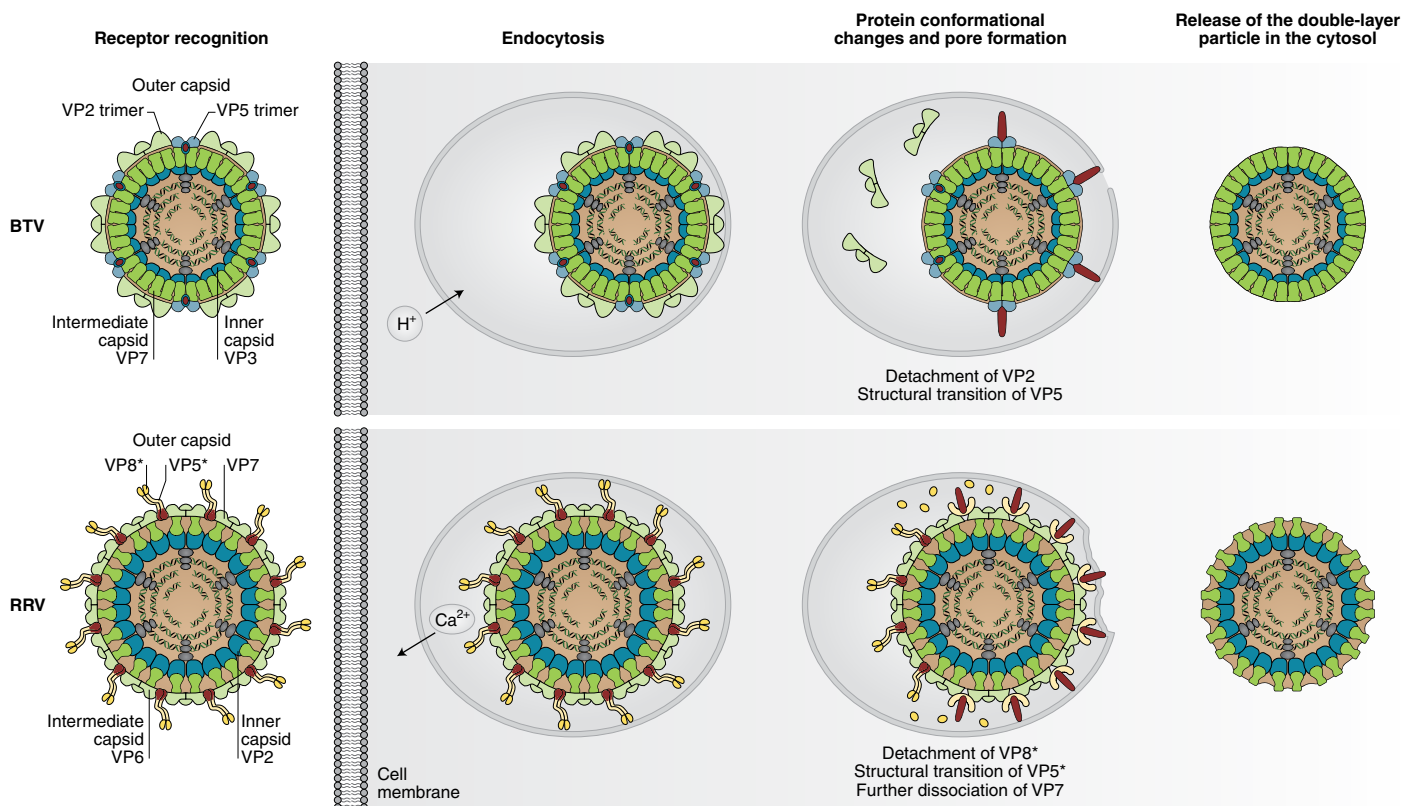 Receptor recognition
Endocytosis
Protein conformational
changes and pore formation
Release of the double-layer
particle in the cytosol
BTV
Outer capsid
VP2 trimer
VP5 trimer
Intermediate
capsid
VP7
Inner
capsid
VP3
H+
Detachment of VP2
Structural transition of VP5
RRV
Outer capsid
VP8*
VP5*
VP7
Intermediate
capsid
VP6
Inner
capsid
VP2
Cell
membrane
Ca2+
Detachment of VP8*
Structural transition of VP5*
Further dissociation of VP7